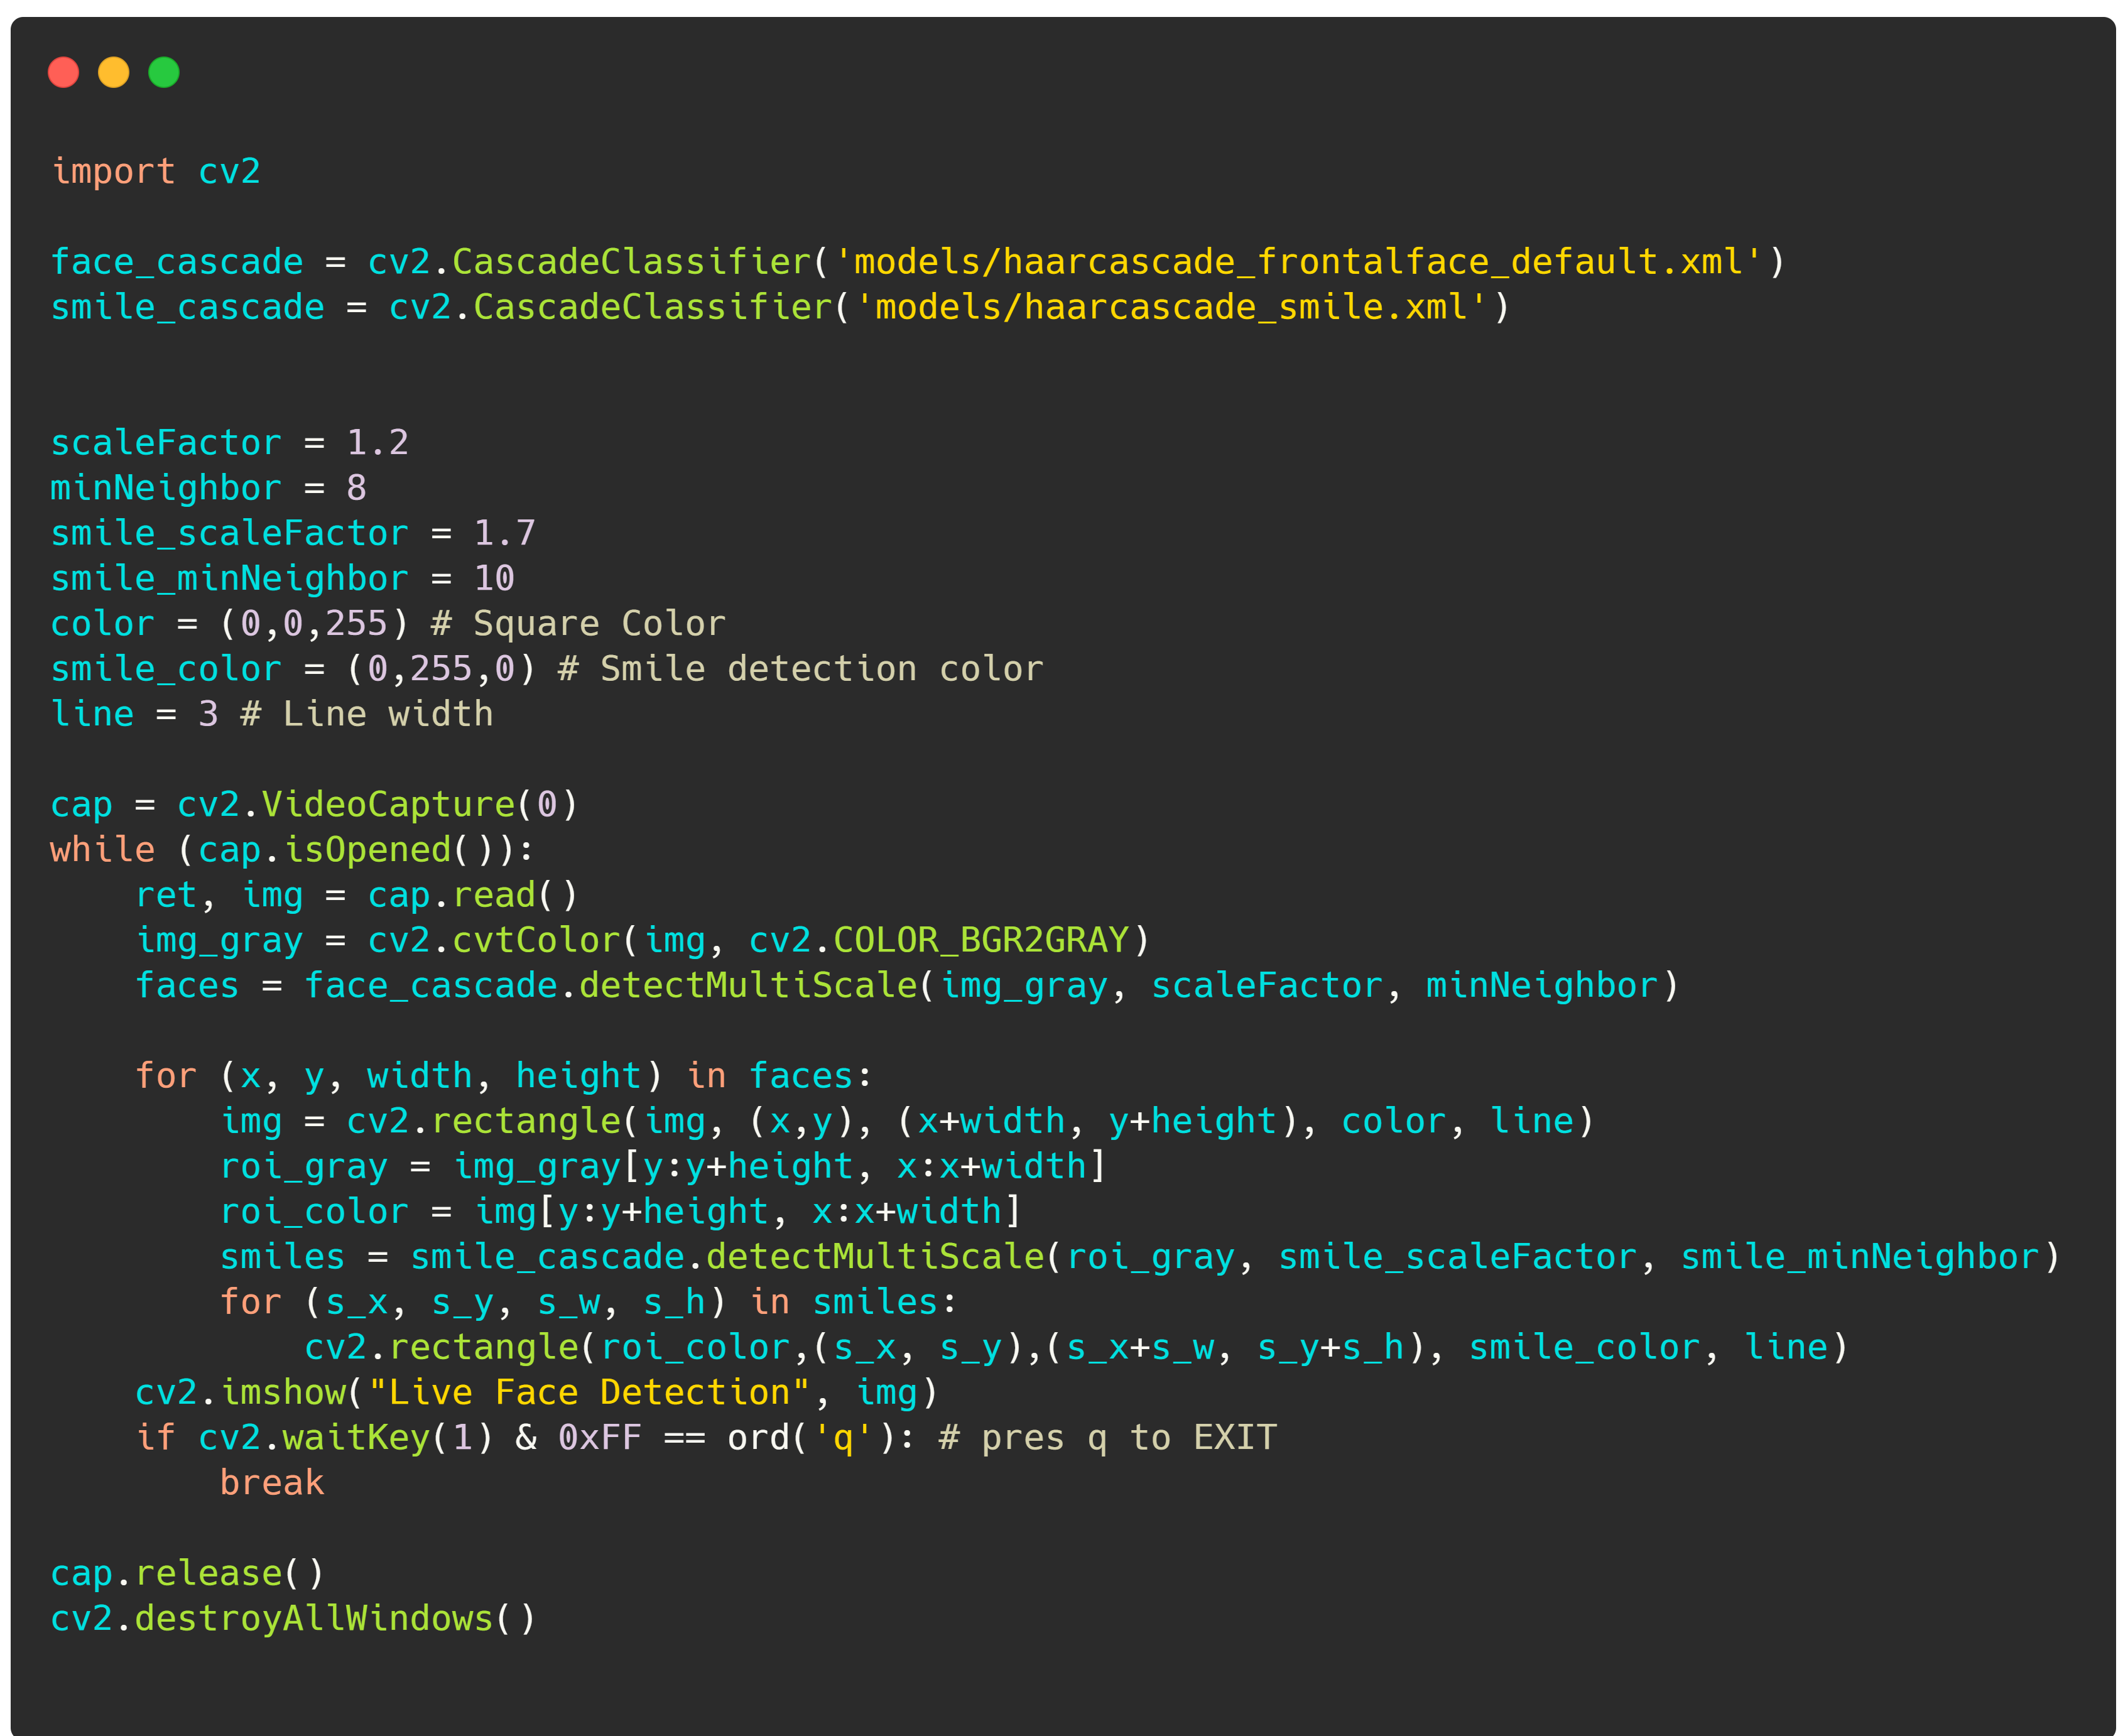 import cv2

face_cascade = cv2.CascadeClassifier('models/haarcascade_frontalface_default.xml')
smile_cascade = cv2.CascadeClassifier('models/haarcascade_smile.xml')

scaleFactor = 1.2
minNeighbor = 8
smile_scaleFactor = 1.7
smile_minNeighbor = 10
color = (0,0,255) # Square Color
smile_color = (0,255,0) # Smile detection color
line = 3 # Line width

cap = cv2.VideoCapture(0)
while (cap.isOpened()):
    ret, img = cap.read()
    img_gray = cv2.cvtColor(img, cv2.COLOR_BGR2GRAY)
    faces = face_cascade.detectMultiScale(img_gray, scaleFactor, minNeighbor)

    for (x, y, width, height) in faces:
        img = cv2.rectangle(img, (x,y), (x+width, y+height), color, line)
        roi_gray = img_gray[y:y+height, x:x+width]
        roi_color = img[y:y+height, x:x+width]
        smiles = smile_cascade.detectMultiScale(roi_gray, smile_scaleFactor, smile_minNeighbor)
        for (s_x, s_y, s_w, s_h) in smiles:
            cv2.rectangle(roi_color,(s_x, s_y),(s_x+s_w, s_y+s_h), smile_color, line)
    cv2.imshow("Live Face Detection", img)
    if cv2.waitKey(1) & 0xFF == ord('q'): # pres q to EXIT
        break

cap.release()
cv2.destroyAllWindows()